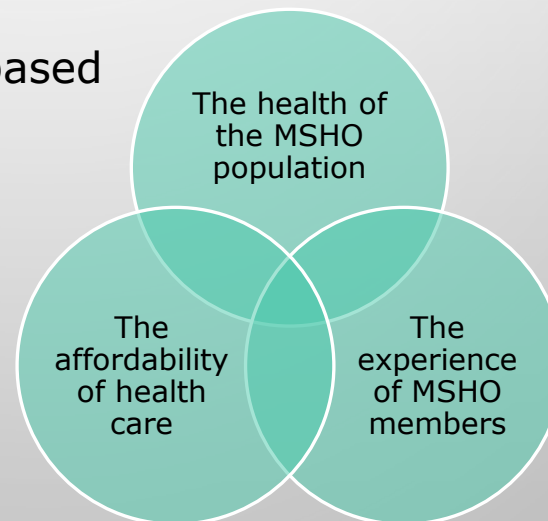 based
The health of
the MSHO
population
The
affordability
of health
care
The
experience
of MSHO
members